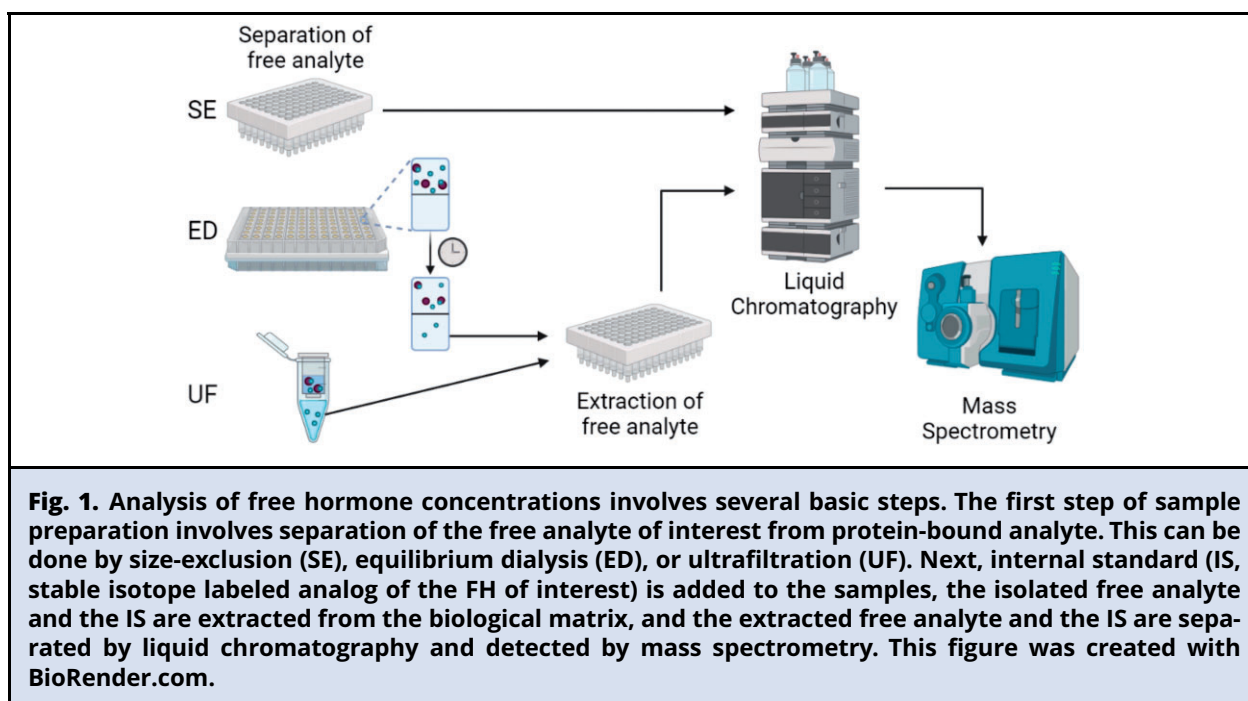 Separation of
free analyte
SE
ED
UF
Extraction of
free analyte
Liquid
Chromatography
Mass
Spectrometry
Fig. 1. Analysis of free hormone concentrations involves several basic steps. The first step of sample
preparation involves separation of the free analyte of interest from protein-bound analyte. This can be
done by size-exclusion (SE), equilibrium dialysis (ED), or ultrafiltration (UF). Next, internal standard (IS,
stable isotope labeled analog of the FH of interest) is added to the samples, the isolated free analyte
and the IS are extracted from the biological matrix, and the extracted free analyte and the IS are sepa-
rated by liquid chromatography and detected by mass spectrometry. This figure was created with
BioRender.com.